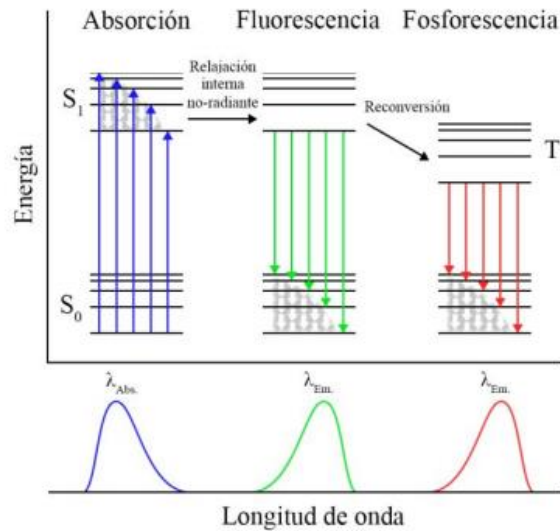 Absorción
Fluorescencia
Fosforescencia
Relajación
interna
no-radiante
Reconversión
S1
T
S0
Energía
λAbs.
λEm.
λEm.
Longitud de onda